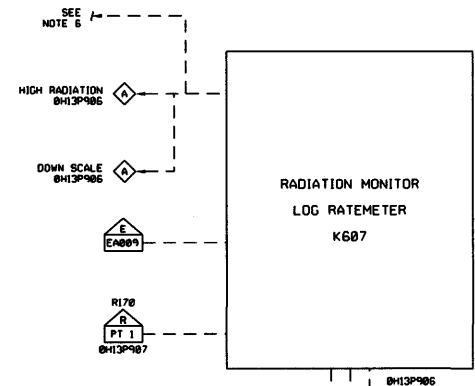 SEE
NOTE 6
HIGH RADIATION
0H13P906
A
DOWN SCALE
0H13P906
A
E
EA009
R170
R
PT 1
0H13P907
RADIATION MONITOR
LOG RATEMETER
K607
0H13P906